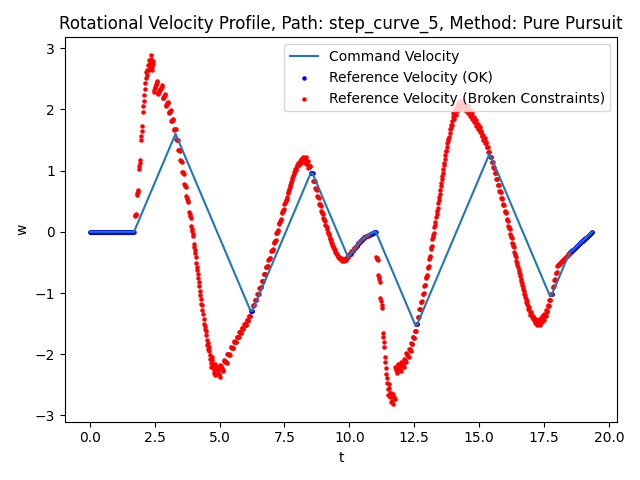 Rotational Velocity Profile, Path: step_curve_5, Method: Pure Pursuit
Command Velocity
Reference Velocity (OK)
Reference Velocity (Broken Constraints)
3
2
1
0
−1
−2
−3
w
0.0 2.5 5.0 7.5 10.0 12.5 15.0 17.5 20.0
t